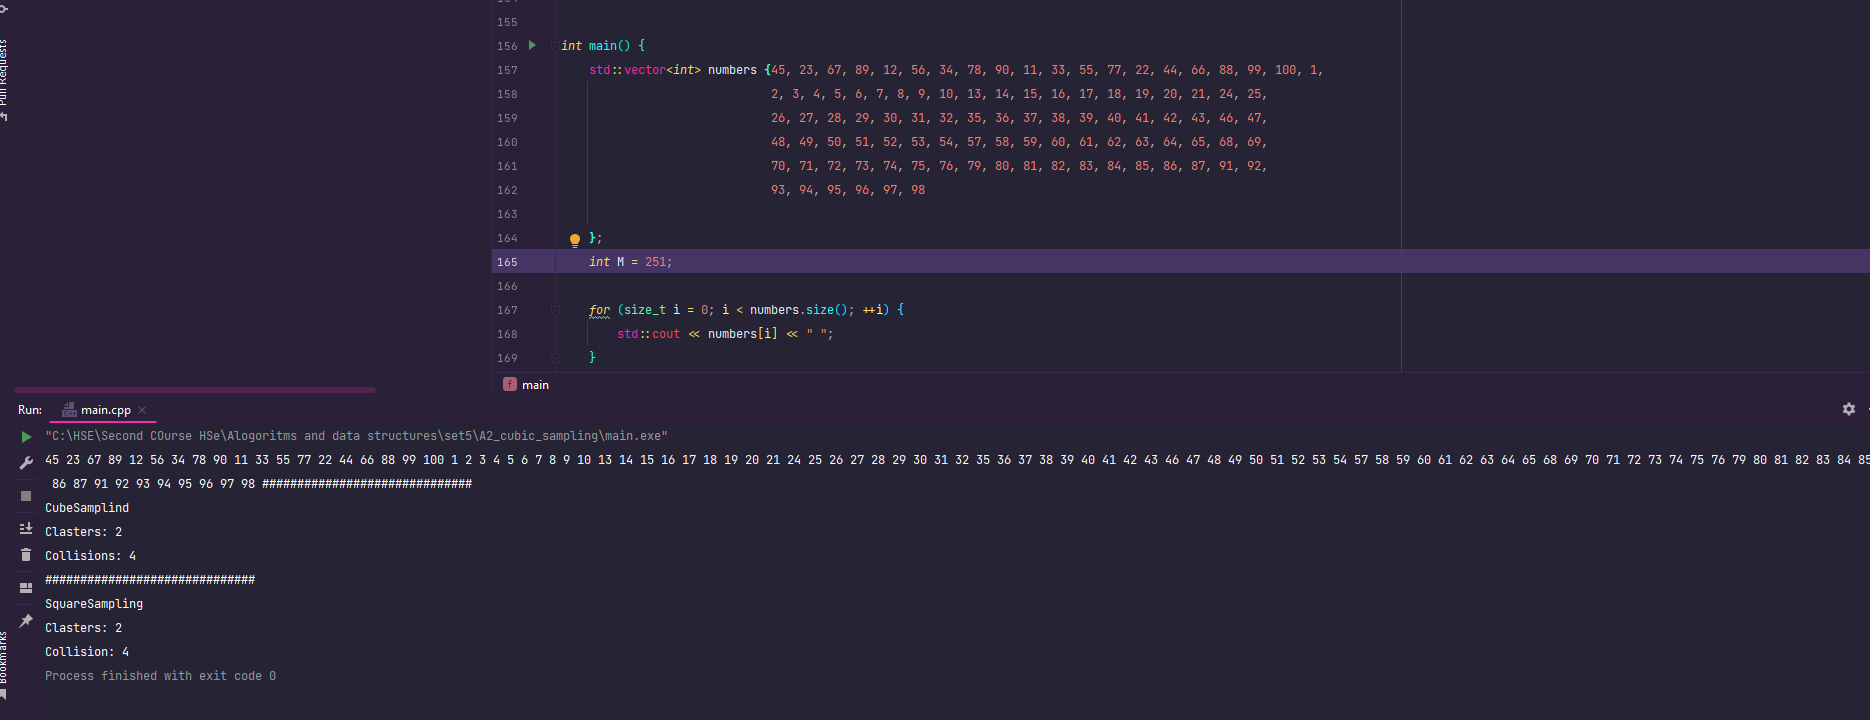 Pull Requests
154
155
156 int main() {
157 std::vector<int> numbers {45, 23, 67, 89, 12, 56, 34, 78, 90, 11, 33, 55, 77, 22, 44, 66, 88, 99, 100, 1,
158 2, 3, 4, 5, 6, 7, 8, 9, 10, 13, 14, 15, 16, 17, 18, 19, 20, 21, 24, 25,
159 26, 27, 28, 29, 30, 31, 32, 35, 36, 37, 38, 39, 40, 41, 42, 43, 46, 47,
160 48, 49, 50, 51, 52, 53, 54, 57, 58, 59, 60, 61, 62, 63, 64, 65, 68, 69,
161 70, 71, 72, 73, 74, 75, 76, 79, 80, 81, 82, 83, 84, 85, 86, 87, 91, 92,
162 93, 94, 95, 96, 97, 98
163
164 };
165 int M = 251;
166
167 for (size_t i = 0; i < numbers.size(); ++i) {
168 std::cout << numbers[i] << " ";
169 }
f main
Run: main.cpp
"C:\HSE\Second COurse HSe\Alogoritms and data structures\set5\A2_cubic_sampling\main.exe"
45 23 67 89 12 56 34 78 90 11 33 55 77 22 44 66 88 99 100 1 2 3 4 5 6 7 8 9 10 13 14 15 16 17 18 19 20 21 24 25 26 27 28 29 30 31 32 35 36 37 38 39 40 41 42 43 46 47 48 49 50 51 52 53 54 57 58 59 60 61 62 63 64 65 68 69 70 71 72 73 74 75 76 79 80 81 82 83 84 85
86 87 91 92 93 94 95 96 97 98 ##############################
CubeSamplind
Clasters: 2
Collisions: 4
##############################
SquareSampling
Clasters: 2
Collision: 4
Process finished with exit code 0
Bookmarks